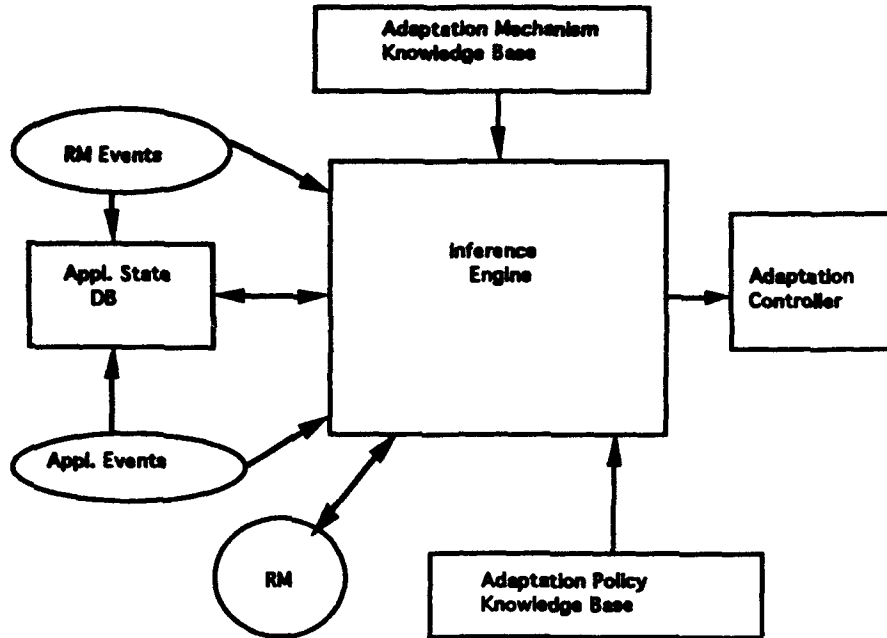 Adaptation Mechanism
Knowledge Base
RM Events
Inference
Engine
Appl. State
DB
Adaptation
Controller
Appl. Events
RM
Adaptation Policy
Knowledge Base